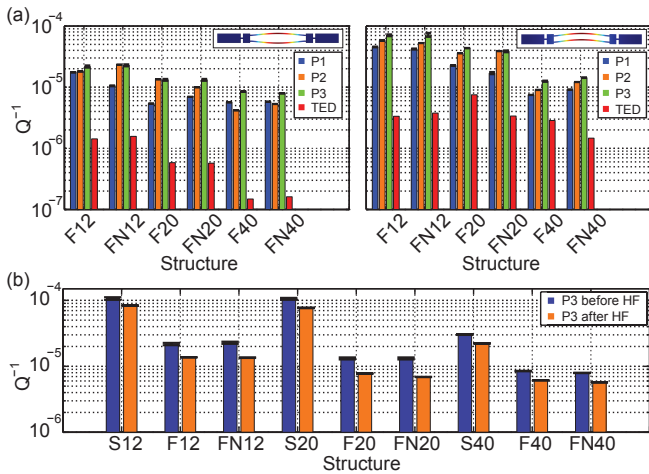 (a)
10⁻⁴
10⁻⁵
10⁻⁶
10⁻⁷
Q⁻¹
P1
P2
P3
TED
F12
FN12
F20
FN20
F40
FN40
Structure
P1
P2
P3
TED
F12
FN12
F20
FN20
F40
FN40
Structure
(b)
10⁻⁴
10⁻⁵
10⁻⁶
Q⁻¹
P3 before HF
P3 after HF
S12 F12 FN12 S20 F20 FN20 S40 F40 FN40
Structure